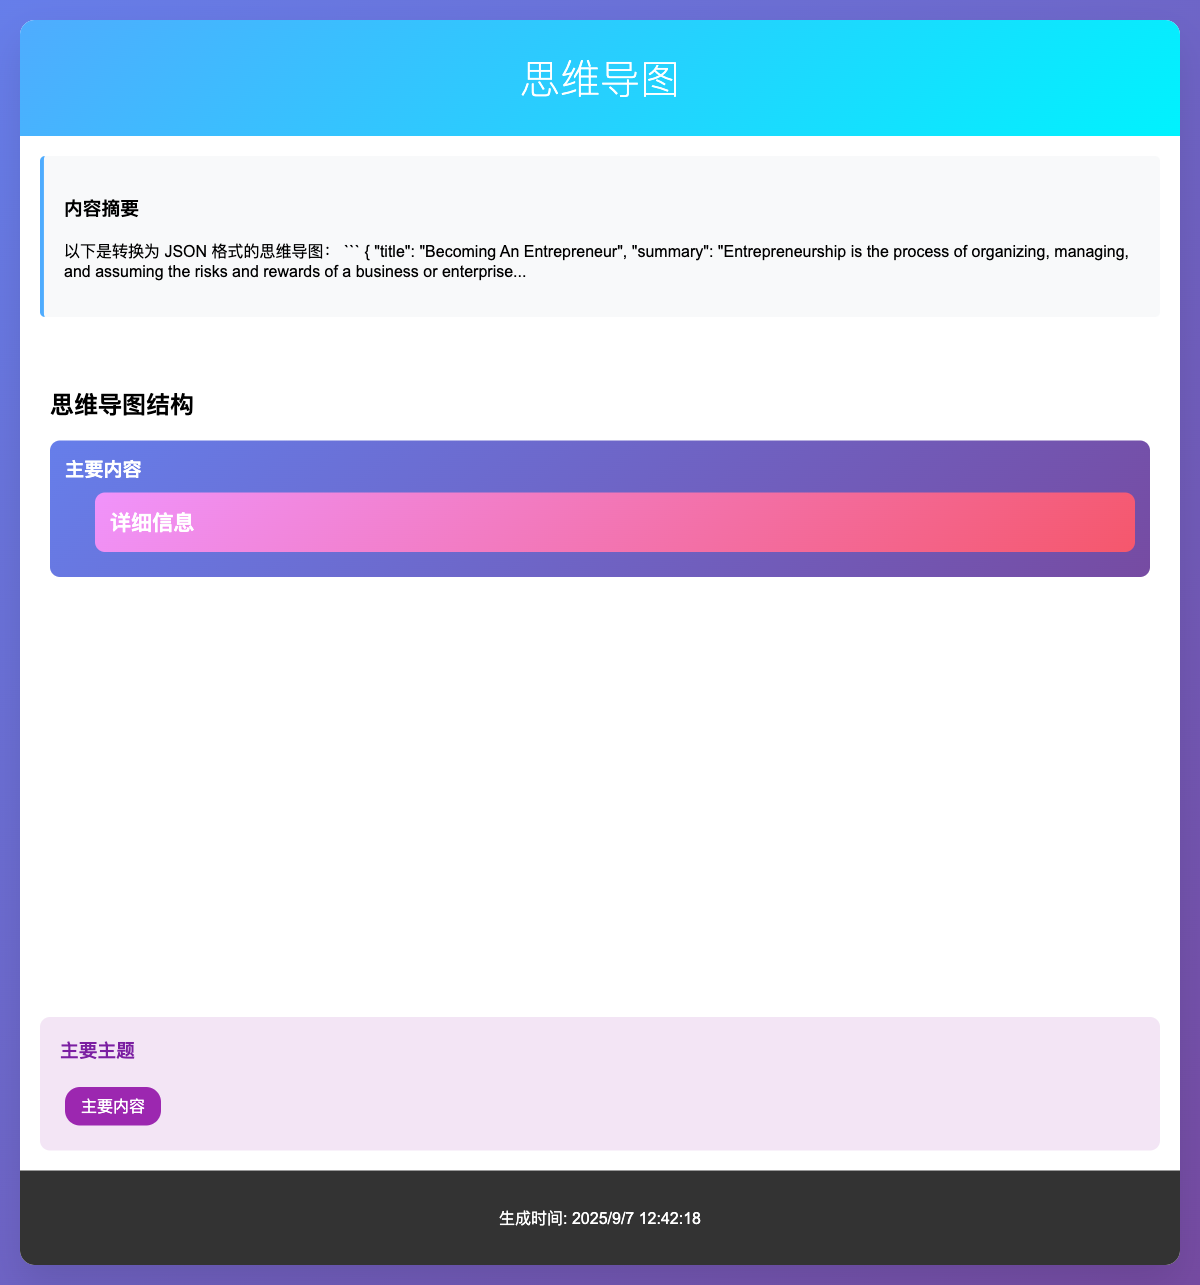 思维导图
内容摘要
以下是转换为 JSON 格式的思维导图： ``` { "title": "Becoming An Entrepreneur", "summary": "Entrepreneurship is the process of organizing, managing,
and assuming the risks and rewards of a business or enterprise...
思维导图结构
主要内容
详细信息
主要主题
主要内容
生成时间: 2025/9/7 12:42:18